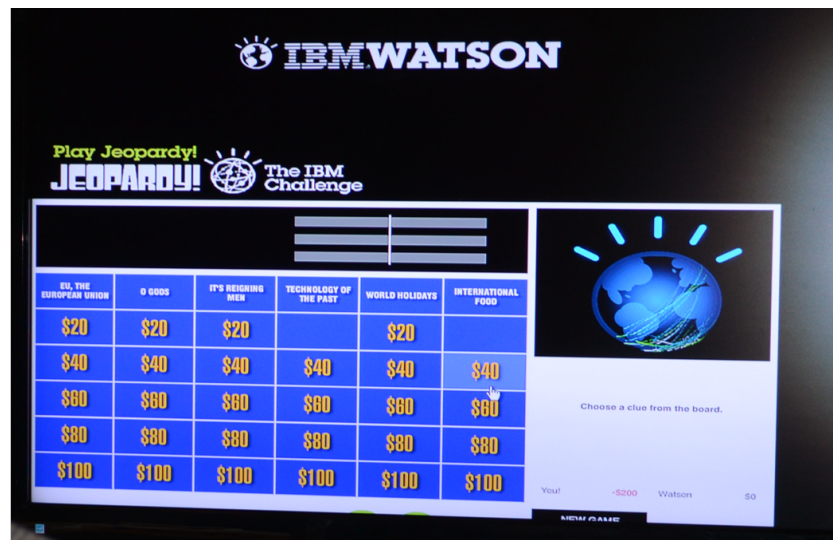 IBM WATSON
Play Jeopardy!
JEOPARDY!
The IBM
Challenge
EU, THE
EUROPEAN UNION
O GODS
IT'S REIGNING
MEN
TECHNOLOGY OF
THE PAST
WORLD HOLIDAYS
INTERNATIONAL
FOOD
$20 $20 $20 $20
$40 $40 $40 $40 $40 $40
$60 $60 $60 $60 $60 $60
$80 $80 $80 $80 $80 $80
$100 $100 $100 $100 $100 $100
Choose a clue from the board.
You! -$200 Watson $0
NEW GAME